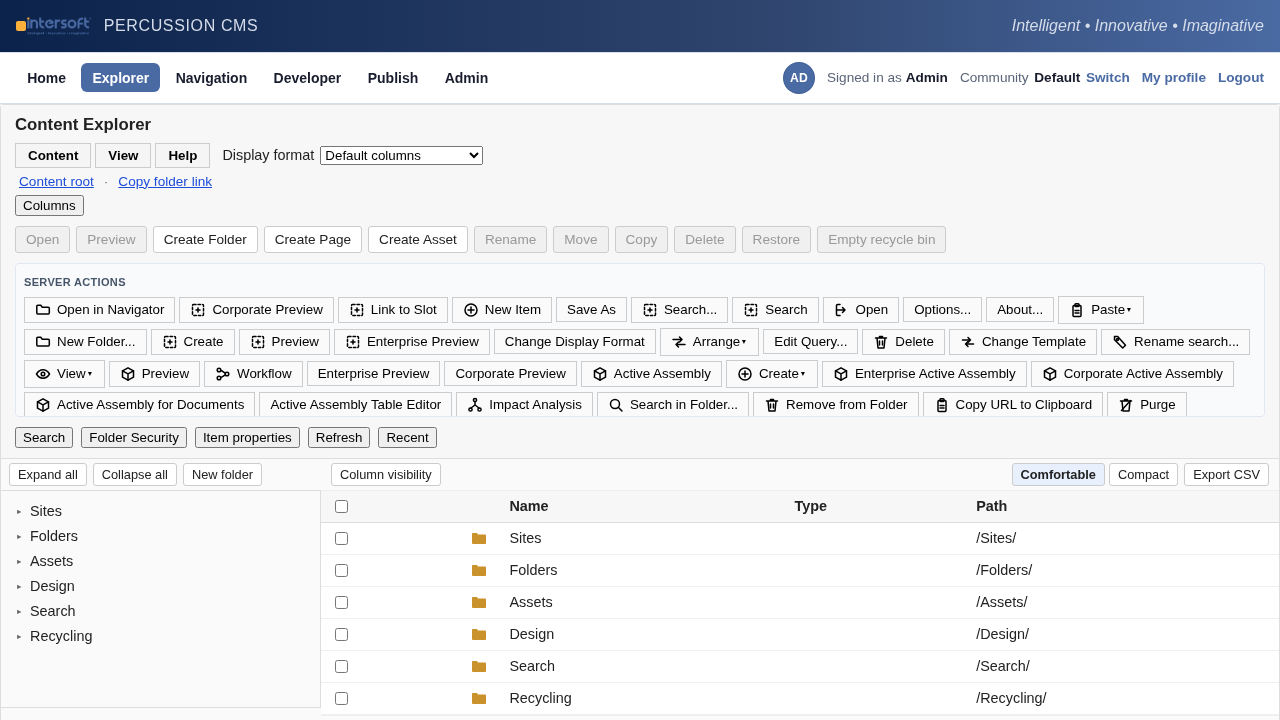 intersoft PERCUSSION CMS Intelligent • Innovative • Imaginative
Home Explorer Navigation Developer Publish Admin AD Signed in as Admin Community Default Switch My profile Logout
Content Explorer
Content View Help Display format Default columns
Content root · Copy folder link
Columns
Open Preview Create Folder Create Page Create Asset Rename Move Copy Delete Restore Empty recycle bin
SERVER ACTIONS
Open in Navigator Corporate Preview Link to Slot New Item Save As Search... Search Open Options... About... Paste
New Folder... Create Preview Enterprise Preview Change Display Format Arrange Edit Query... Delete Change Template Rename search...
View Preview Workflow Enterprise Preview Corporate Preview Active Assembly Create Enterprise Active Assembly Corporate Active Assembly
Active Assembly for Documents Active Assembly Table Editor Impact Analysis Search in Folder... Remove from Folder Copy URL to Clipboard Purge
Search Folder Security Item properties Refresh Recent
Expand all Collapse all New folder Column visibility Comfortable Compact Export CSV
Sites
Folders
Assets
Design
Search
Recycling
Name Type Path
Sites /Sites/
Folders /Folders/
Assets /Assets/
Design /Design/
Search /Search/
Recycling /Recycling/